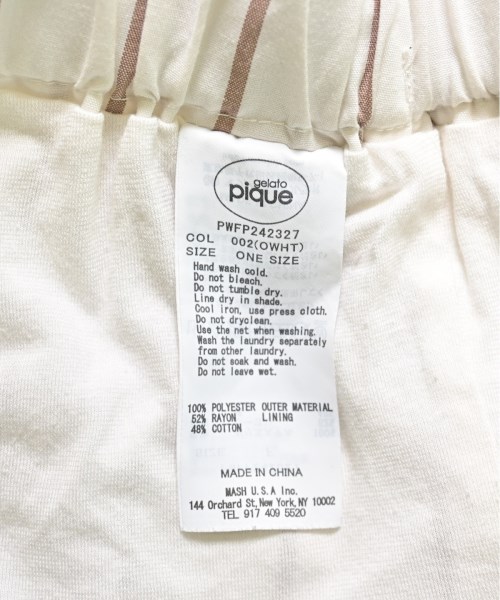 gelato
pique
PWFP242327
COL 002(OWHT)
SIZE ONE SIZE
Hand wash cold.
Do not bleach.
Do not tumble dry.
Line dry in shade.
Cool iron, use press cloth.
Do not dryclean.
Use the net when washing.
Wash the laundry separately
from other laundry.
Do not soak and wash.
Do not leave wet.
100% POLYESTER OUTER MATERIAL
52% RAYON LINING
48% COTTON
MADE IN CHINA
MASH U.S.A Inc.
144 Orchard St, New York, NY 10002
TEL 917 409 5520